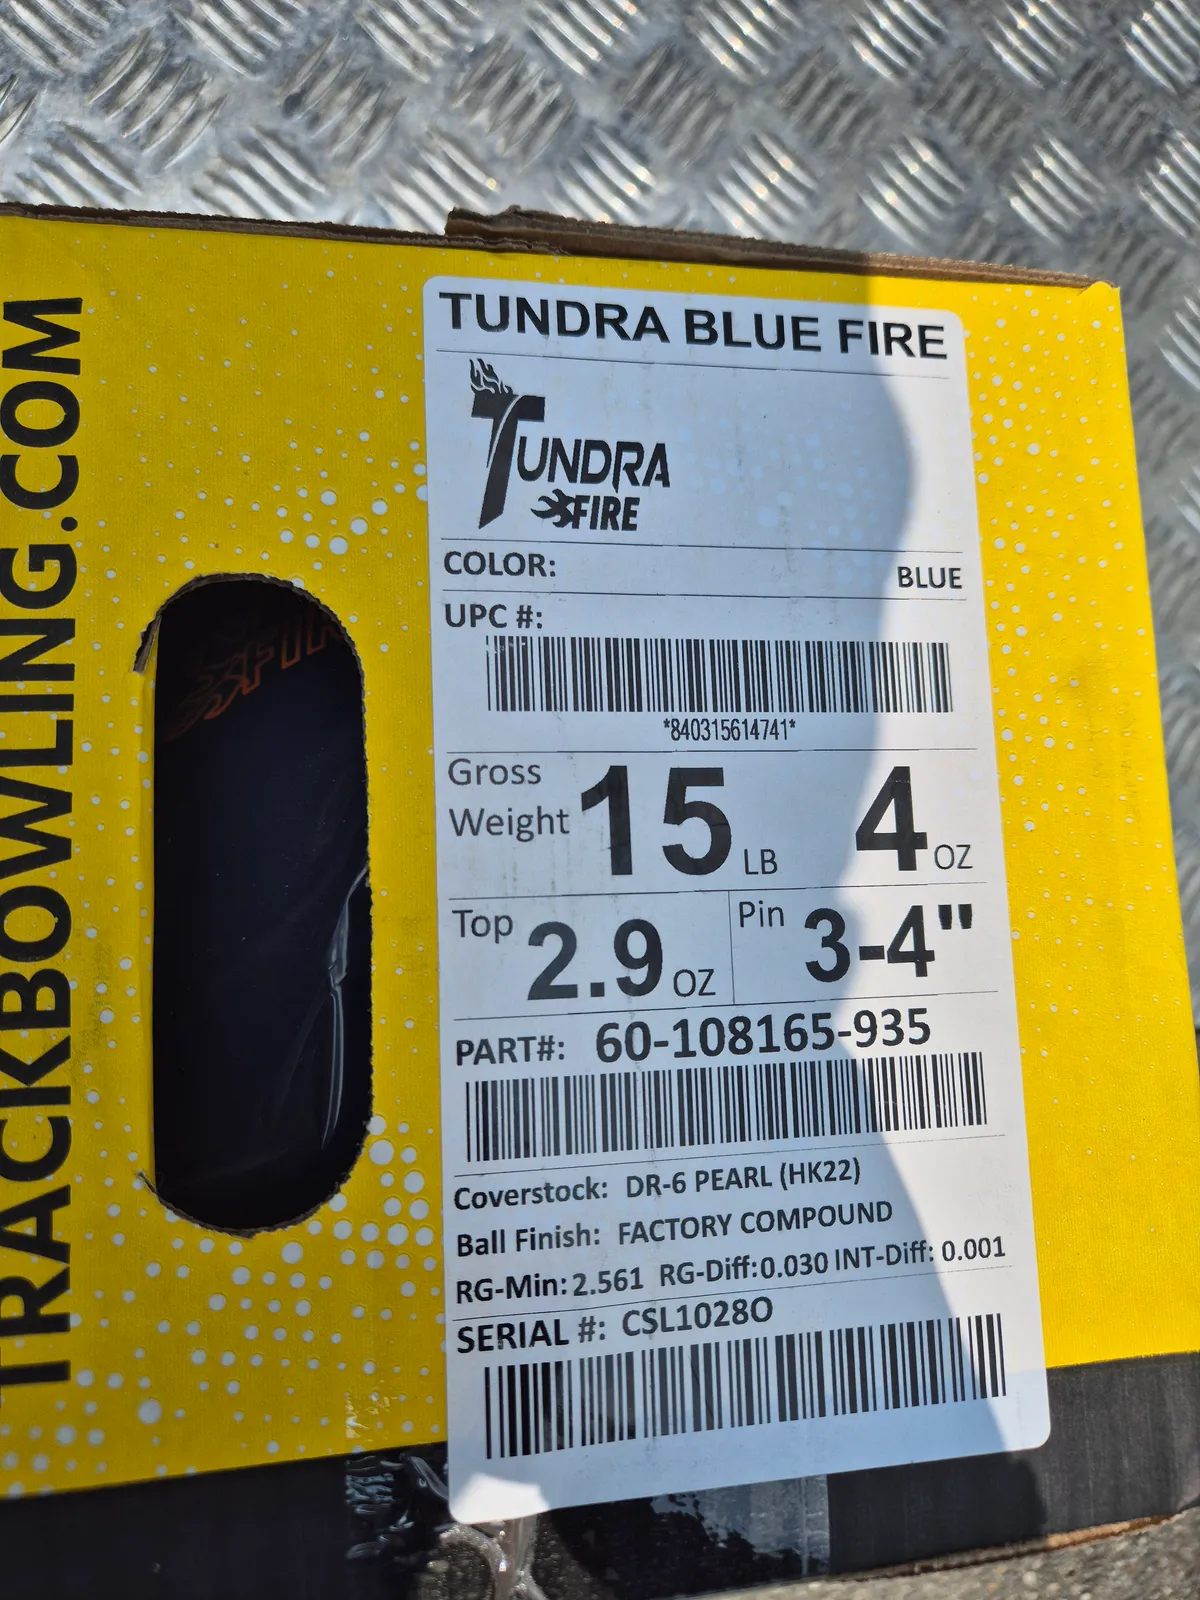 TRACKBOWLING.COM
FIR
TUNDRA BLUE FIRE
TUNDRA
FIRE
COLOR: BLUE
UPC #:
*840315614741*
Gross Weight 15 LB 4 OZ
Top 2.9 OZ Pin 3-4"
PART#: 60-108165-935
Coverstock: DR-6 PEARL (HK22)
Ball Finish: FACTORY COMPOUND
RG-Min: 2.561 RG-Diff: 0.030 INT-Diff: 0.001
SERIAL #: CSL1028O